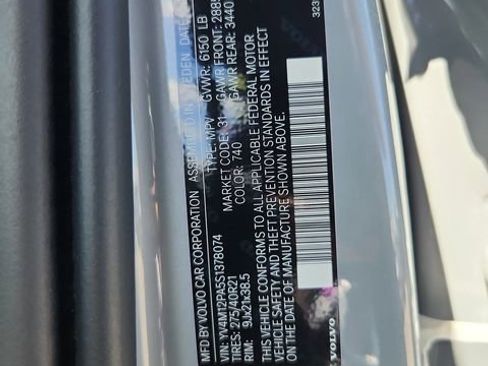 MFD BY VOLVO CAR CORPORATION ASSEMBLED IN SWEDEN DATE
VIN: YV4M12PA5S1378074 TYPE: MPV GVWR: 6150 LB
TIRES: 275/40R21 MARKET CODE: 31 GAWR FRONT: 288
RIM: 9Jx21x38.5 COLOR: 740 GAWR REAR: 3440
THIS VEHICLE CONFORMS TO ALL APPLICABLE FEDERAL MOTOR
VEHICLE SAFETY AND THEFT PREVENTION STANDARDS IN EFFECT
ON THE DATE OF MANUFACTURE SHOWN ABOVE.
323
VOLVO